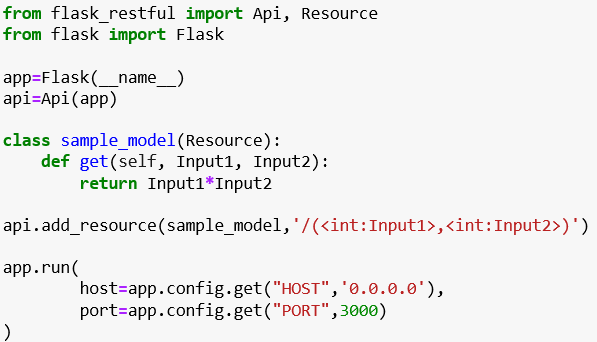 from flask_restful import Api, Resource
from flask import Flask

app=Flask(__name__)
api=Api(app)

class sample_model(Resource):
    def get(self, Input1, Input2):
        return Input1*Input2

api.add_resource(sample_model,'/(<int:Input1>,<int:Input2>)')

app.run(
        host=app.config.get("HOST",'0.0.0.0'),
        port=app.config.get("PORT",3000)
)